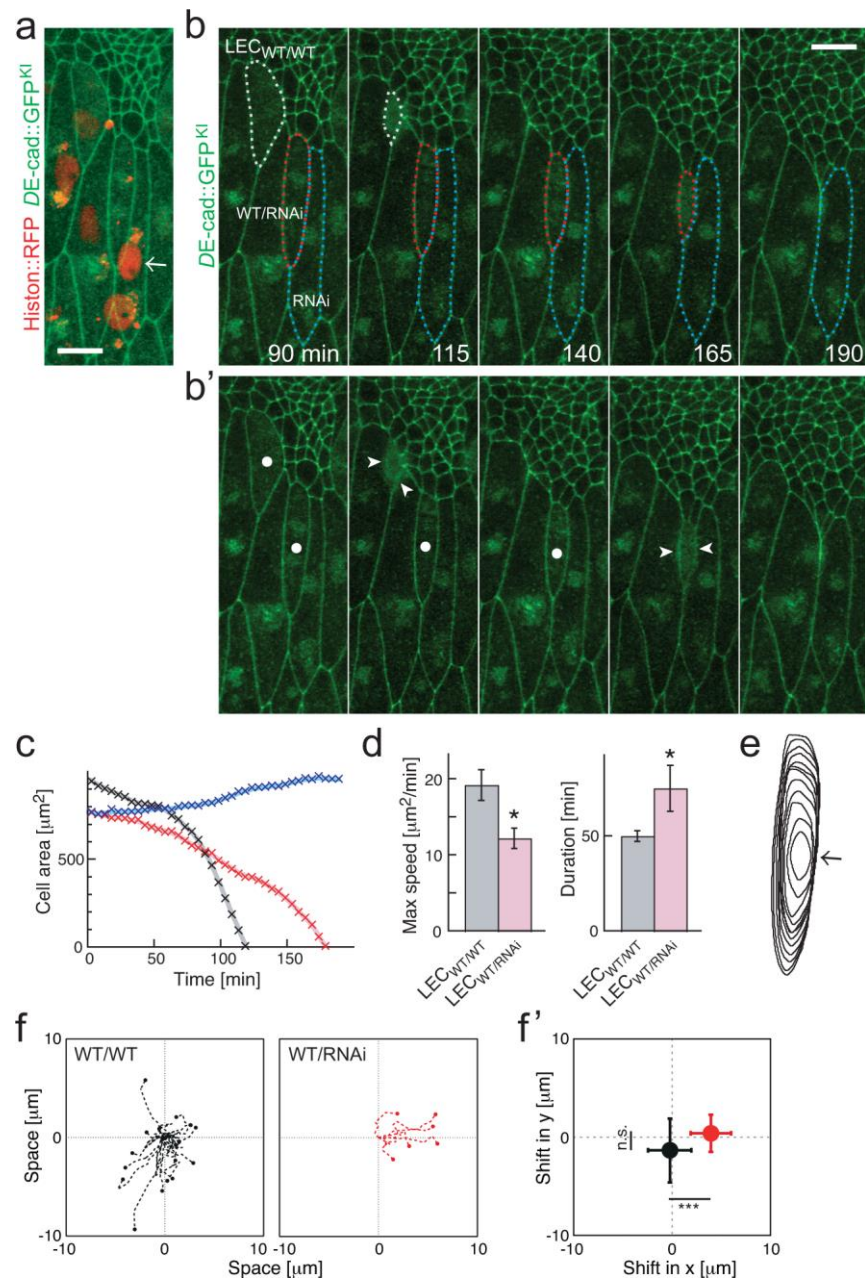 a
Histon::RFP DE-cad::GFPKI
b
DE-cad::GFPKI
LECWT/WT
WT/RNAi
RNAi
90 min
115
140
165
190
b'
c
Cell area [μm2]
500
0
0
50
100
150
Time [min]
d
Max speed [μm2/min]
20
10
0
*
LECWT/WT
LECWT/RNAi
Duration [min]
50
0
*
LECWT/WT
LECWT/RNAi
e
f
WT/WT
WT/RNAi
Space [μm]
10
0
-10
-10
0
10
-10
0
10
Space [μm]
f'
Shift in y [μm]
10
0
-10
n.s.
***
-10
0
10
Shift in x [μm]